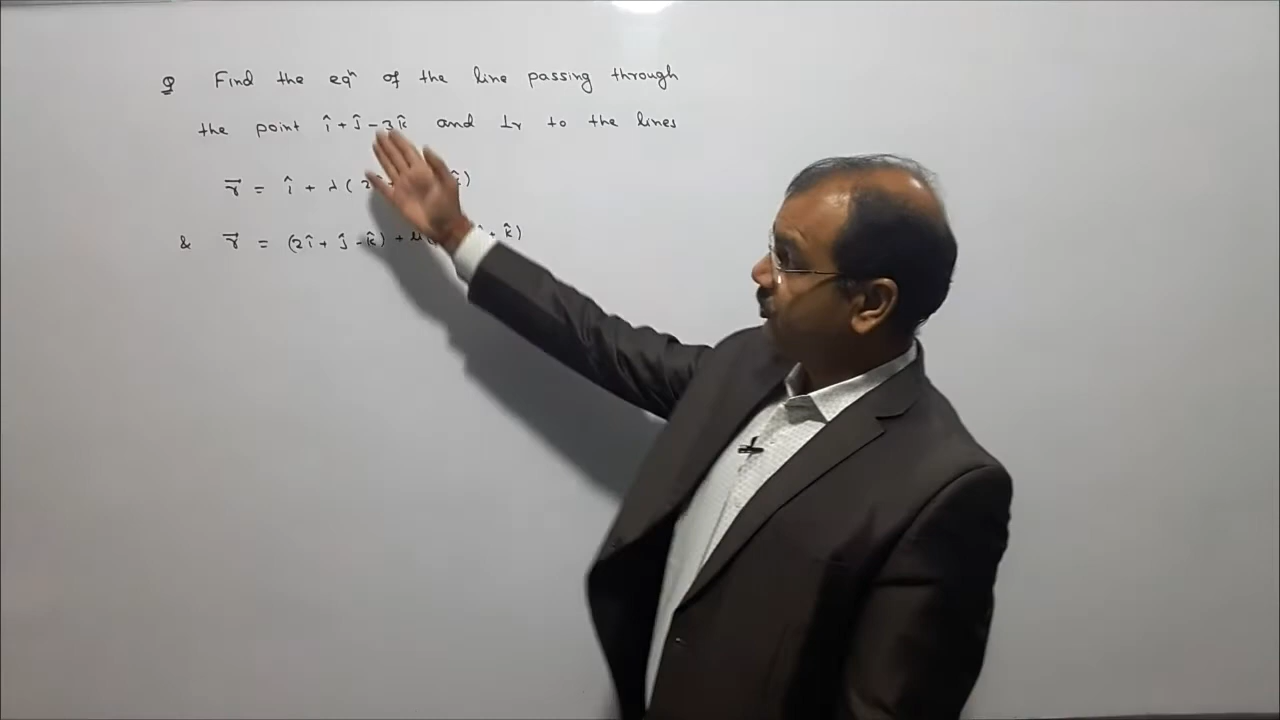 Q Find the eqⁿ of the line passing through
the point î + ĵ - 3k̂ and ⊥r to the lines
r⃗ = î + λ( k̂)
& r⃗ = (2î + ĵ - k̂) + μ( + k̂)